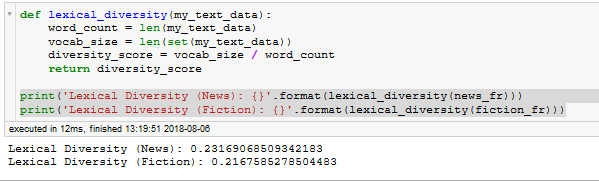 def lexical_diversity(my_text_data):
    word_count = len(my_text_data)
    vocab_size = len(set(my_text_data))
    diversity_score = vocab_size / word_count
    return diversity_score

print('Lexical Diversity (News): {}'.format(lexical_diversity(news_fr)))
print('Lexical Diversity (Fiction): {}'.format(lexical_diversity(fiction_fr)))
executed in 12ms, finished 13:19:51 2018-08-06
Lexical Diversity (News): 0.23169068509342183
Lexical Diversity (Fiction): 0.2167585278504483